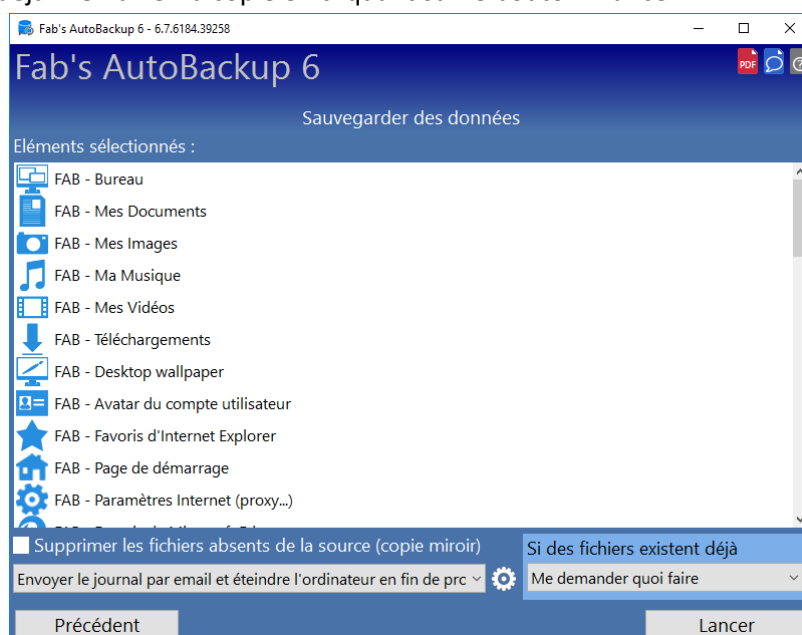 Fab's AutoBackup 6 - 6.7.6184.39258
Fab's AutoBackup 6
PDF
Sauvegarder des données
Eléments sélectionnés :
FAB - Bureau
FAB - Mes Documents
FAB - Mes Images
FAB - Ma Musique
FAB - Mes Vidéos
FAB - Téléchargements
FAB - Desktop wallpaper
FAB - Avatar du compte utilisateur
FAB - Favoris d'Internet Explorer
FAB - Page de démarrage
FAB - Paramètres Internet (proxy...)
Supprimer les fichiers absents de la source (copie miroir)
Si des fichiers existent déjà
Envoyer le journal par email et éteindre l'ordinateur en fin de prc
Me demander quoi faire
Précédent
Lancer